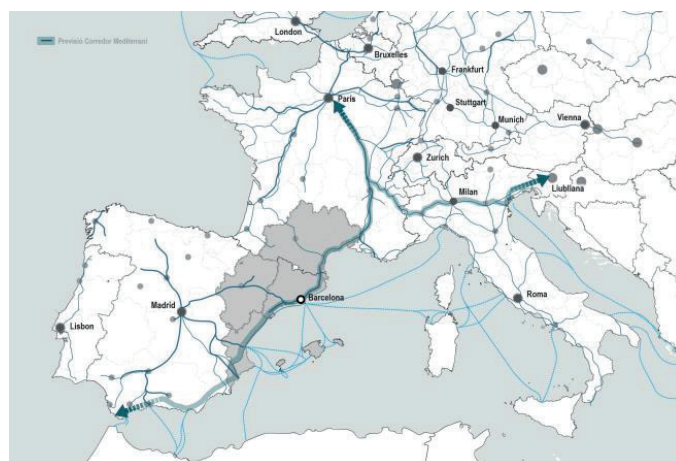 London
Previsió Corredor Mediterrani
Bruxelles
Frankfurt
Paris
Stuttgart
Munich
Vienna
Zurich
Milan
Liubliana
Madrid
Barcelona
Roma
Lisbon